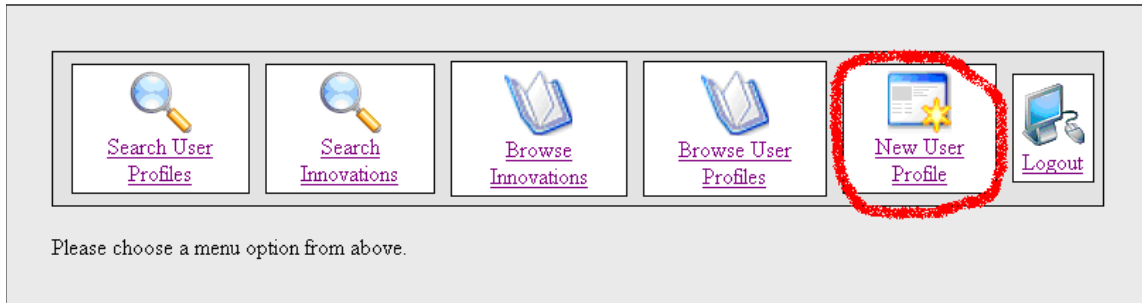 Search User
Profiles
Search
Innovations
Browse
Innovations
Browse User
Profiles
New User
Profile
Logout
Please choose a menu option from above.